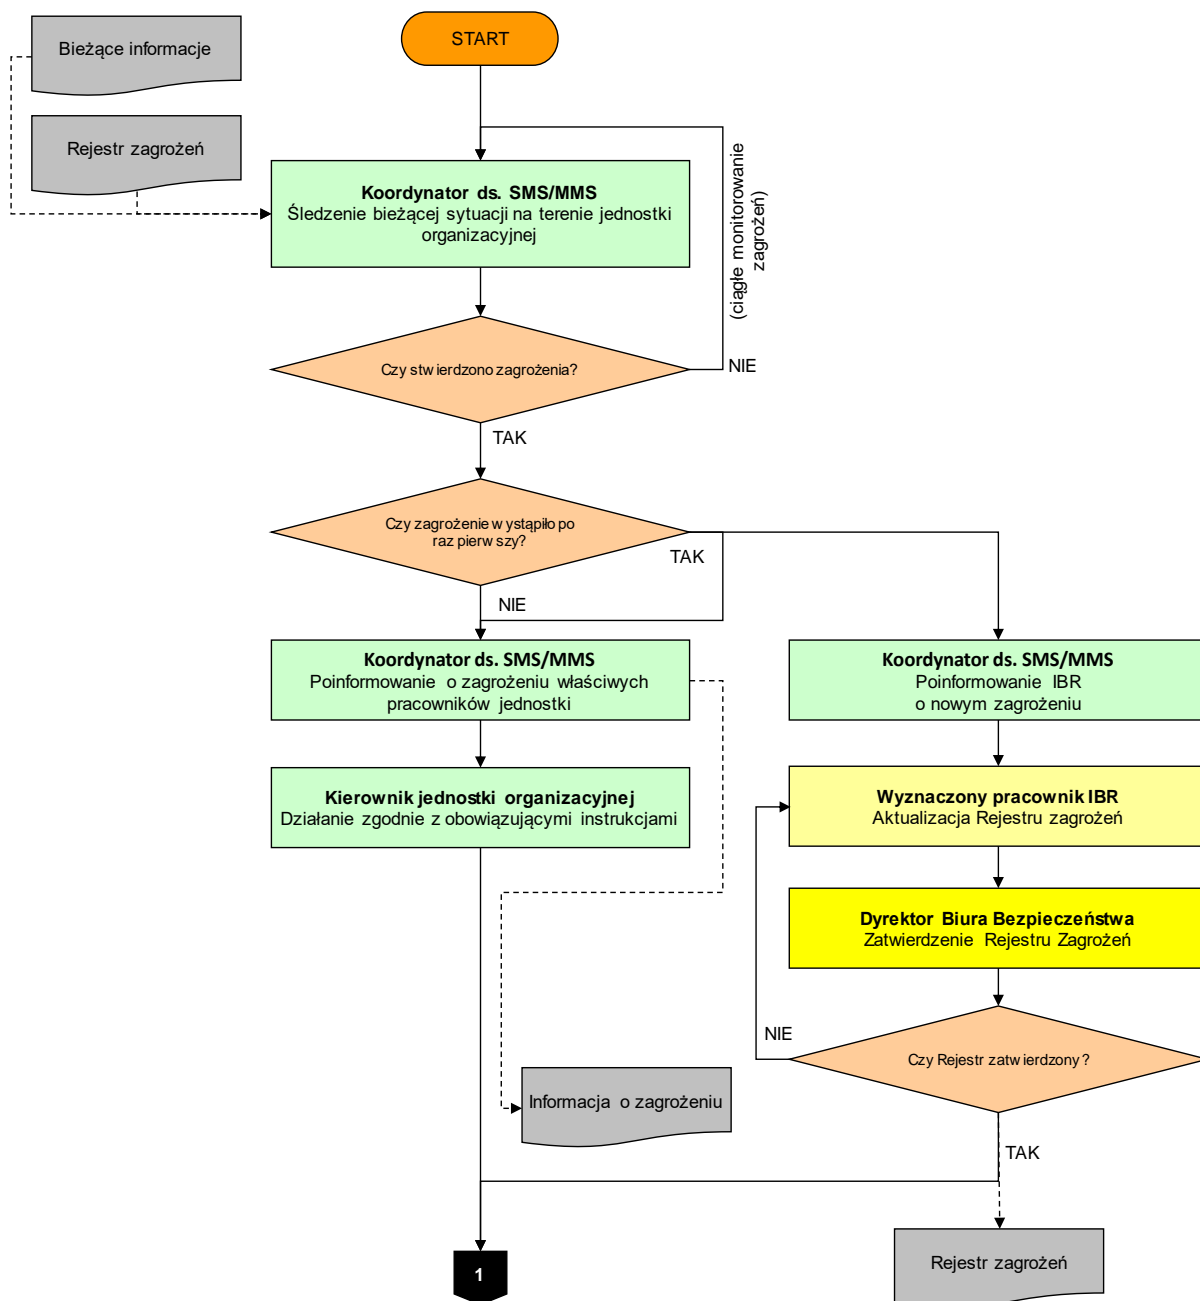 START
Bieżące informacje
Rejestr zagrożeń
Koordynator ds. SMS/MMS
Śledzenie bieżącej sytuacji na terenie jednostki
organizacyjnej
(ciągłe monitorowanie
zagrożeń)
Czy stwierdzono zagrożenia?
NIE
TAK
Czy zagrożenie wystąpiło po
raz pierwszy?
TAK
NIE
Koordynator ds. SMS/MMS
Poinformowanie o zagrożeniu właściwych
pracowników jednostki
Koordynator ds. SMS/MMS
Poinformowanie IBR
o nowym zagrożeniu
Kierownik jednostki organizacyjnej
Działanie zgodnie z obowiązującymi instrukcjami
Wyznaczony pracownik IBR
Aktualizacja Rejestru zagrożeń
Dyrektor Biura Bezpieczeństwa
Zatwierdzenie Rejestru Zagrożeń
NIE
Czy Rejestr zatwierdzony?
Informacja o zagrożeniu
TAK
Rejestr zagrożeń
1